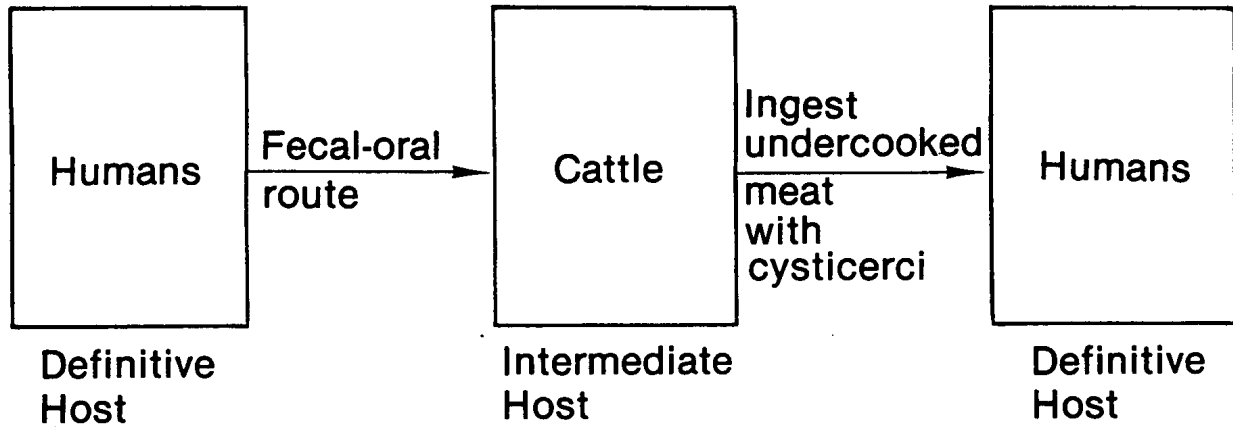 Humans
Fecal-oral
route
Cattle
Ingest
undercooked
meat
with
cysticerci
Humans
Definitive
Host
Intermediate
Host
Definitive
Host